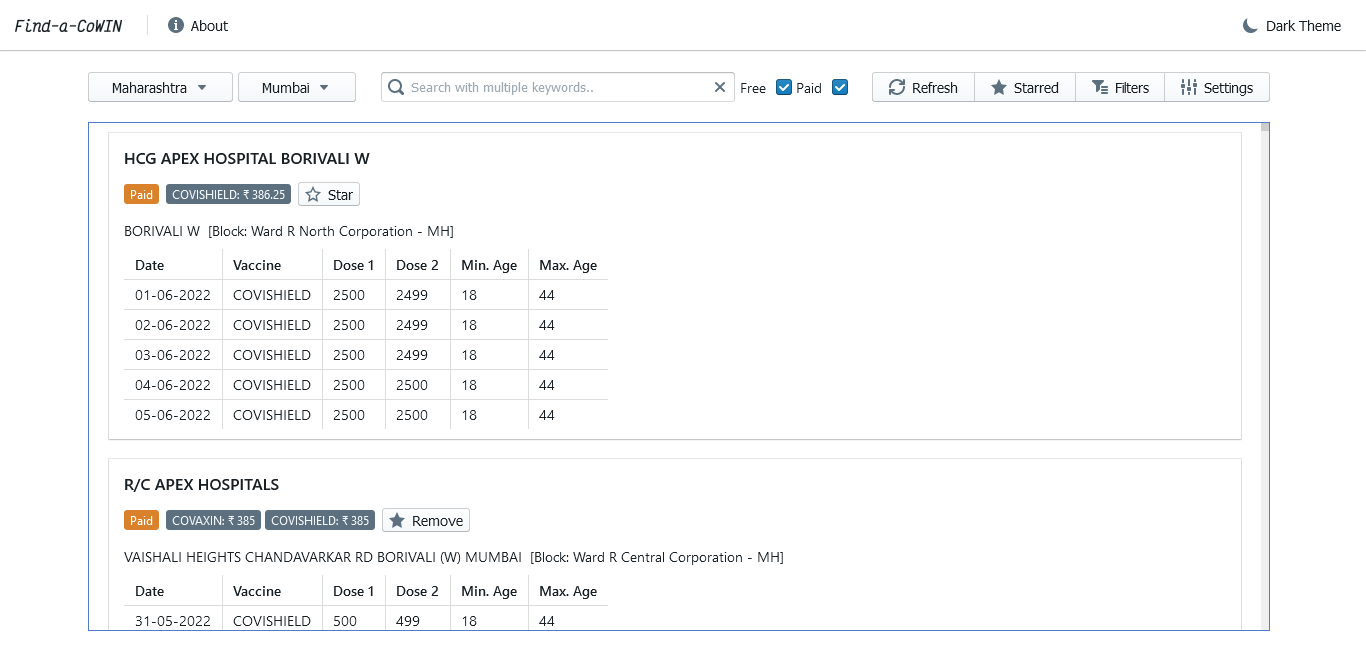 Find-a-CoWIN About Dark Theme
Maharashtra Mumbai Search with multiple keywords.. Free Paid Refresh Starred Filters Settings
HCG APEX HOSPITAL BORIVALI W
Paid COVISHIELD: ₹ 386.25 Star
BORIVALI W [Block: Ward R North Corporation - MH]
Date Vaccine Dose 1 Dose 2 Min. Age Max. Age
01-06-2022 COVISHIELD 2500 2499 18 44
02-06-2022 COVISHIELD 2500 2499 18 44
03-06-2022 COVISHIELD 2500 2499 18 44
04-06-2022 COVISHIELD 2500 2500 18 44
05-06-2022 COVISHIELD 2500 2500 18 44
R/C APEX HOSPITALS
Paid COVAXIN: ₹ 385 COVISHIELD: ₹ 385 Remove
VAISHALI HEIGHTS CHANDAVARKAR RD BORIVALI (W) MUMBAI [Block: Ward R Central Corporation - MH]
Date Vaccine Dose 1 Dose 2 Min. Age Max. Age
31-05-2022 COVISHIELD 500 499 18 44